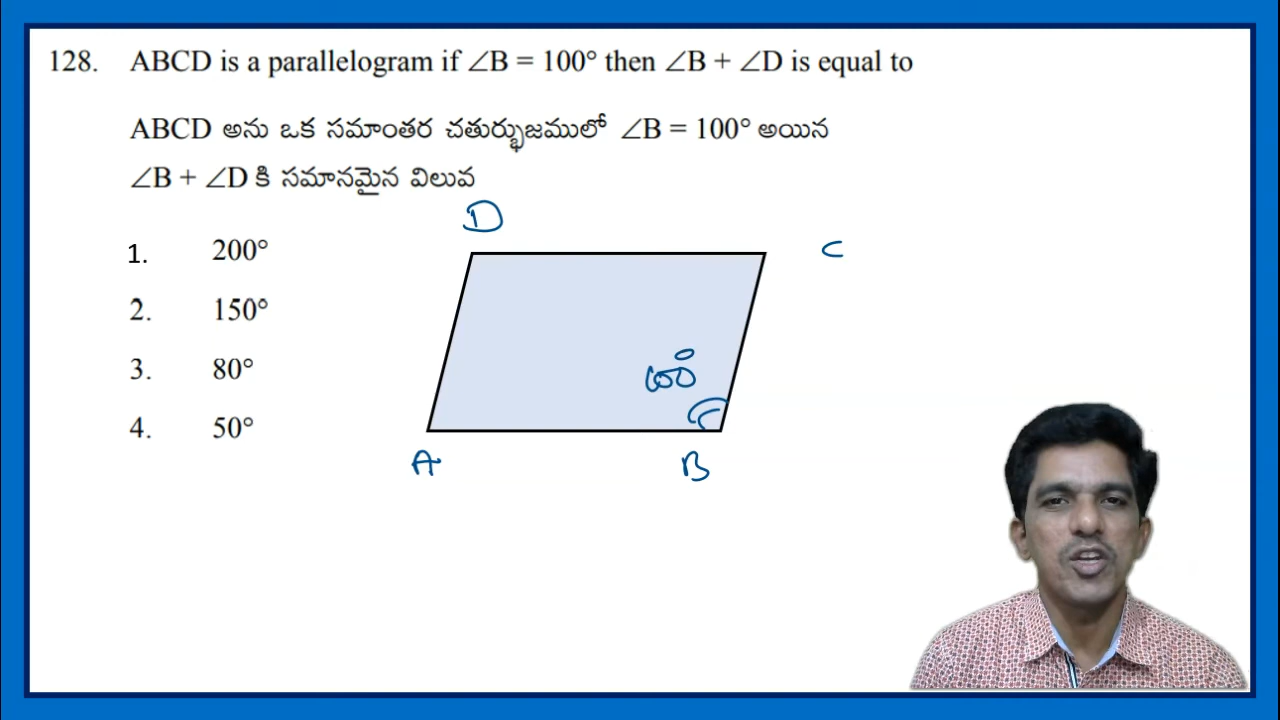 128. ABCD is a parallelogram if ∠B = 100° then ∠B + ∠D is equal to
ABCD అను ఒక సమాంతర చతుర్భుజములో ∠B = 100° అయిన
∠B + ∠D కి సమానమైన విలువ
D
C
1. 200°
2. 150°
3. 80°
4. 50°
100°
A B